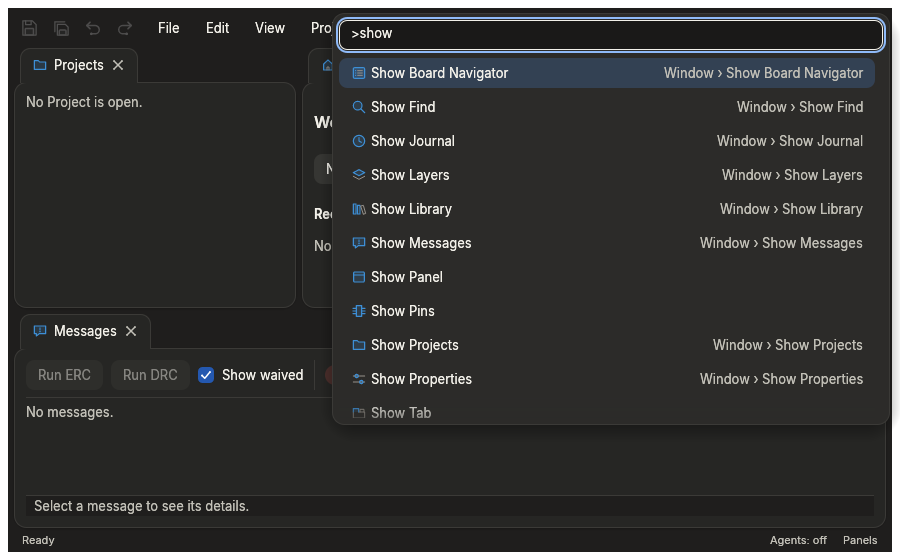 File Edit View
>show
Projects
No Project is open.
Show Board Navigator Window › Show Board Navigator
Show Find Window › Show Find
Show Journal Window › Show Journal
Show Layers Window › Show Layers
Show Library Window › Show Library
Show Messages Window › Show Messages
Show Panel
Show Pins
Show Projects Window › Show Projects
Show Properties Window › Show Properties
Show Tab
Messages
Run ERC Run DRC Show waived
No messages.
Select a message to see its details.
Ready Agents: off Panels